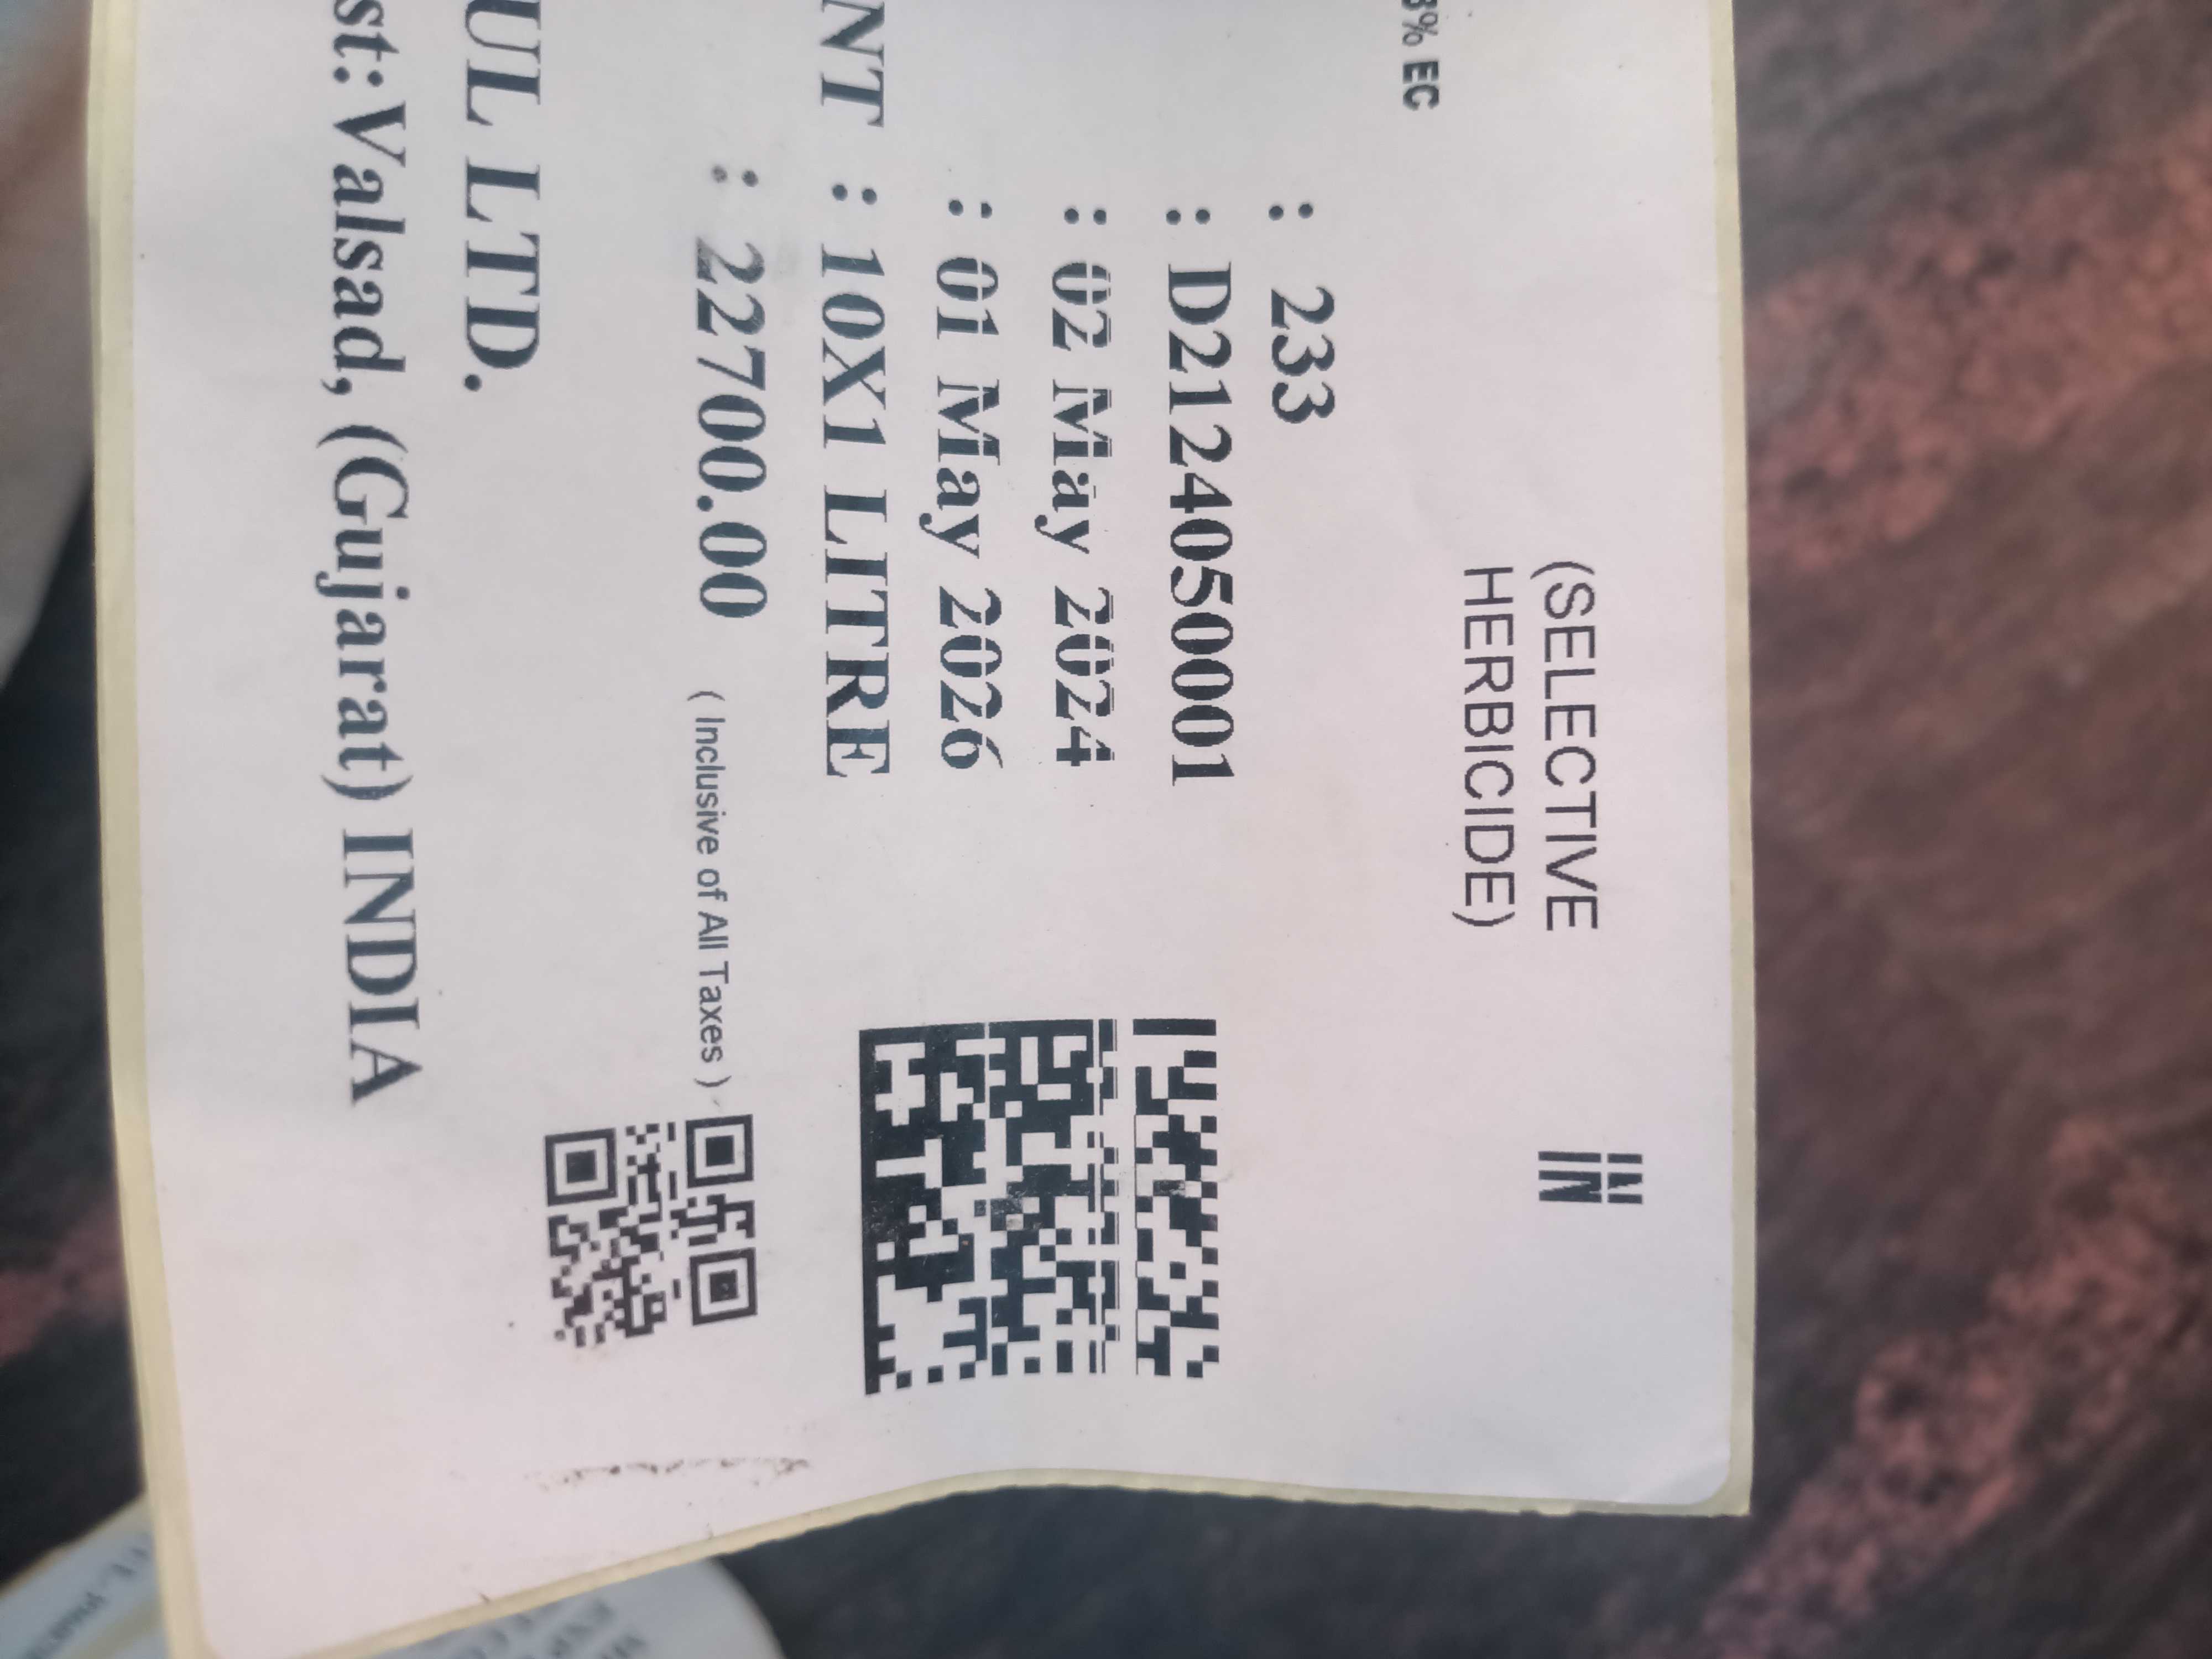 (SELECTIVE
HERBICIDE)
IN
% EC
: 233
: D2124050001
: 02 May 2024
: 01 May 2026
NT : 10X1 LITRE
: 22700.00 ( Inclusive of All Taxes )
UL LTD.
st:Valsad, (Gujarat) INDIA